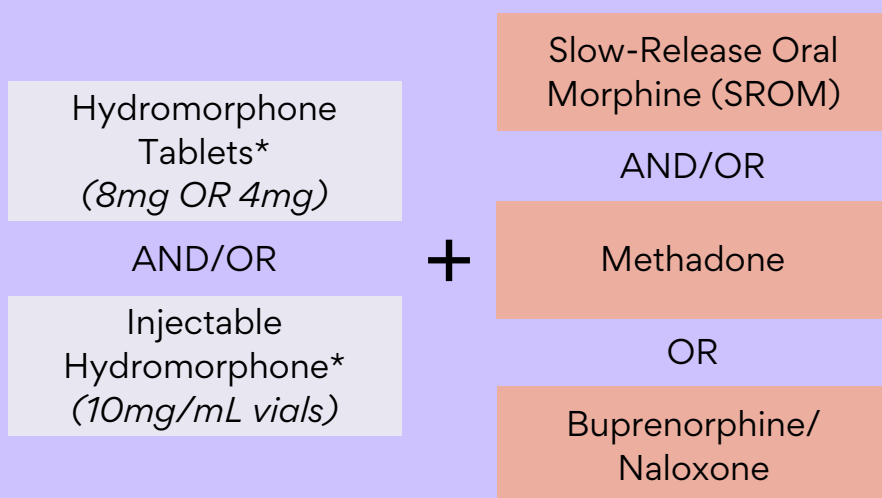 Hydromorphone
Tablets*
(8mg OR 4mg)
AND/OR
Injectable
Hydromorphone*
(10mg/mL vials)
+
Slow-Release Oral
Morphine (SROM)
AND/OR
Methadone
OR
Buprenorphine/
Naloxone